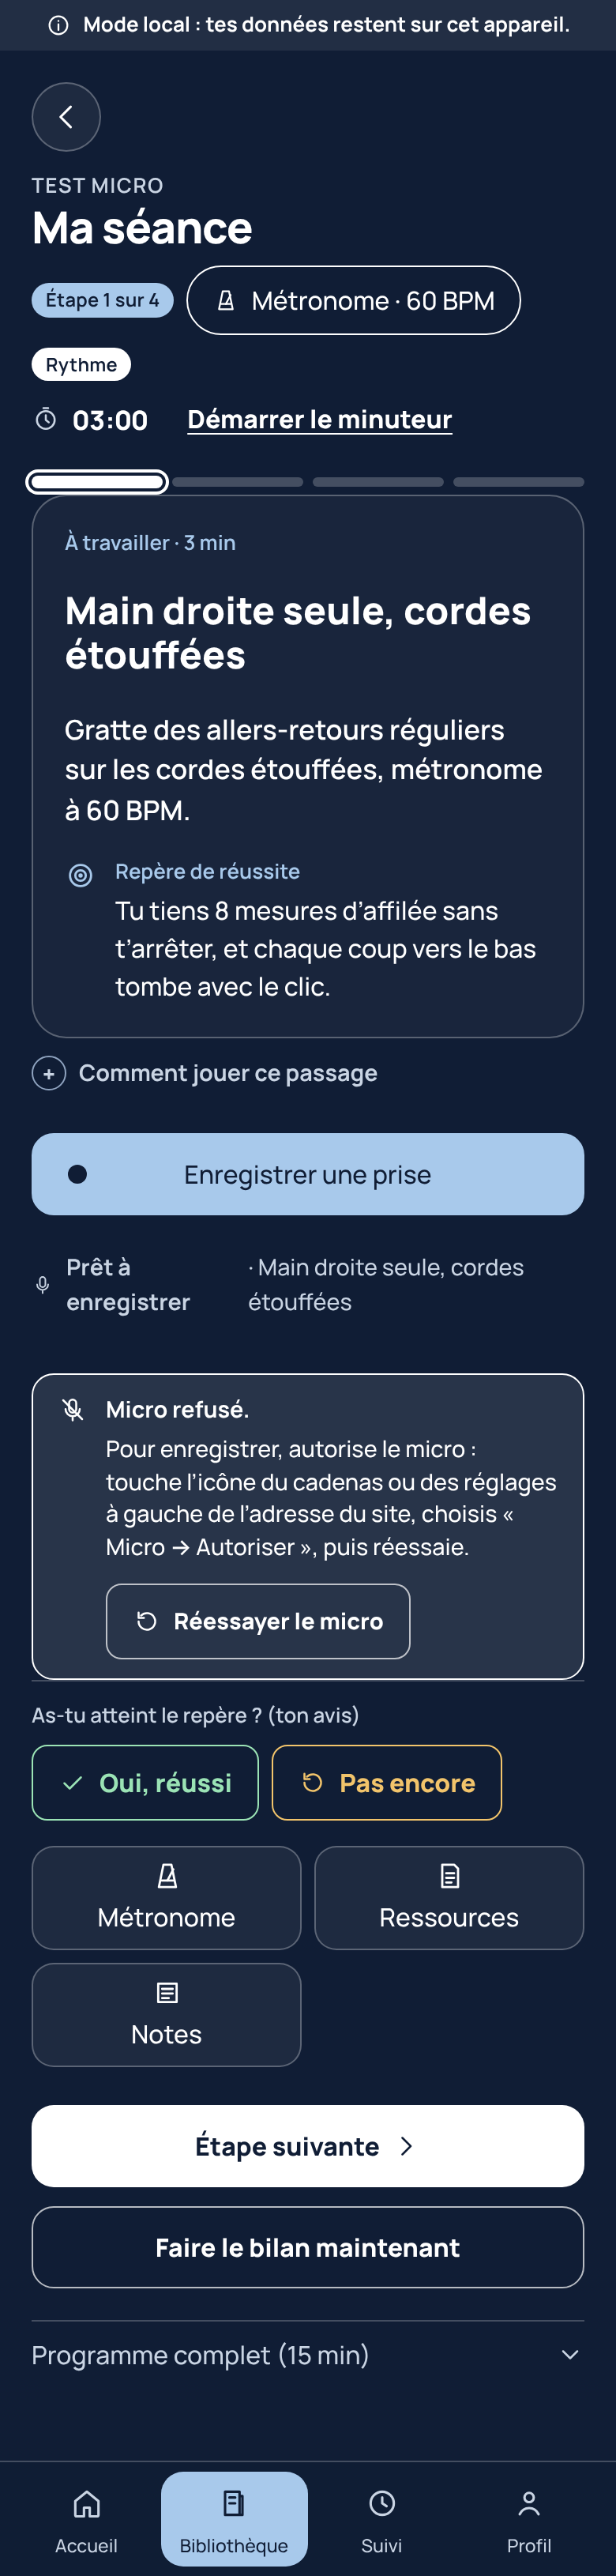 Mode local : tes données restent sur cet appareil.
TEST MICRO
Ma séance
Étape 1 sur 4
Métronome · 60 BPM
Rythme
03:00
Démarrer le minuteur
À travailler · 3 min
Main droite seule, cordes
étouffées
Gratte des allers-retours réguliers
sur les cordes étouffées, métronome
à 60 BPM.
Repère de réussite
Tu tiens 8 mesures d’affilée sans
t’arrêter, et chaque coup vers le bas
tombe avec le clic.
Comment jouer ce passage
Enregistrer une prise
Prêt à
enregistrer
· Main droite seule, cordes
étouffées
Micro refusé.
Pour enregistrer, autorise le micro :
touche l’icône du cadenas ou des réglages
à gauche de l’adresse du site, choisis «
Micro → Autoriser », puis réessaie.
Réessayer le micro
As-tu atteint le repère ? (ton avis)
Oui, réussi
Pas encore
Métronome
Ressources
Notes
Étape suivante
Faire le bilan maintenant
Programme complet (15 min)
Accueil
Bibliothèque
Suivi
Profil